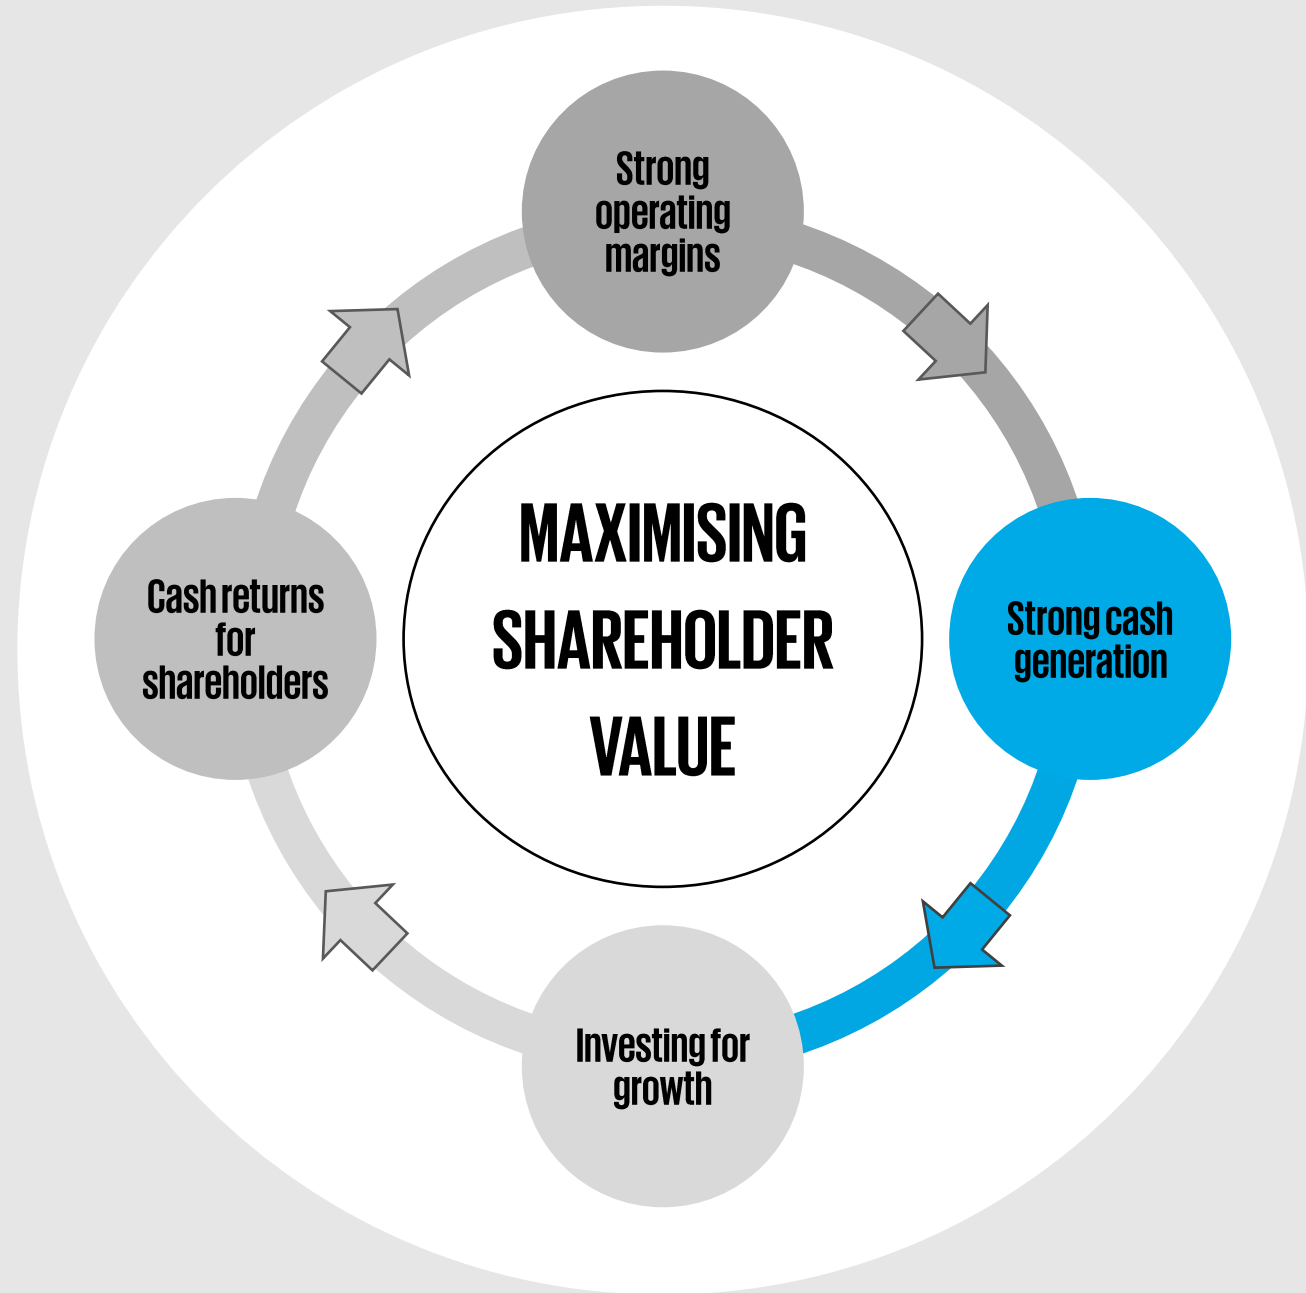 Strong
operating
margins
MAXIMISING
SHAREHOLDER
VALUE
Cash returns
for
shareholders
Strong cash
generation
Investing for
growth